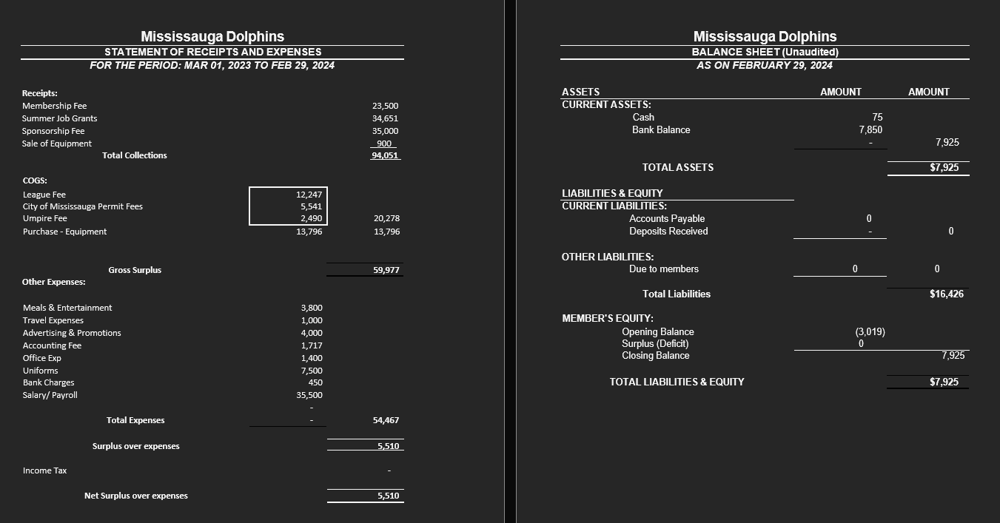 Mississauga Dolphins
STATEMENT OF RECEIPTS AND EXPENSES
FOR THE PERIOD: MAR 01, 2023 TO FEB 29, 2024
Receipts:
Membership Fee 23,500
Summer Job Grants 34,651
Sponsorship Fee 35,000
Sale of Equipment 900
Total Collections 94,051
COGS:
League Fee 12,247
City of Mississauga Permit Fees 5,541
Umpire Fee 2,490 20,278
Purchase - Equipment 13,796 13,796
Gross Surplus 59,977
Other Expenses:
Meals & Entertainment 3,800
Travel Expenses 1,000
Advertising & Promotions 4,000
Accounting Fee 1,717
Office Exp 1,400
Uniforms 7,500
Bank Charges 450
Salary/ Payroll 35,500
-
Total Expenses - 54,467
Surplus over expenses 5,510
Income Tax -
Net Surplus over expenses 5,510
Mississauga Dolphins
BALANCE SHEET (Unaudited)
AS ON FEBRUARY 29, 2024
ASSETS AMOUNT AMOUNT
CURRENT ASSETS:
Cash 75
Bank Balance 7,850
- 7,925
TOTAL ASSETS $7,925
LIABILITIES & EQUITY
CURRENT LIABILITIES:
Accounts Payable 0
Deposits Received - 0
OTHER LIABILITIES:
Due to members 0 0
Total Liabilities $16,426
MEMBER'S EQUITY:
Opening Balance (3,019)
Surplus (Deficit) 0
Closing Balance 7,925
TOTAL LIABILITIES & EQUITY $7,925